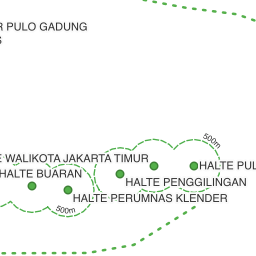 R PULO GADUNG
S
500m
E WALIKOTA JAKARTA TIMUR
HALTE PUL
HALTE BUARAN
HALTE PENGGILINGAN
HALTE PERUMNAS KLENDER
500m